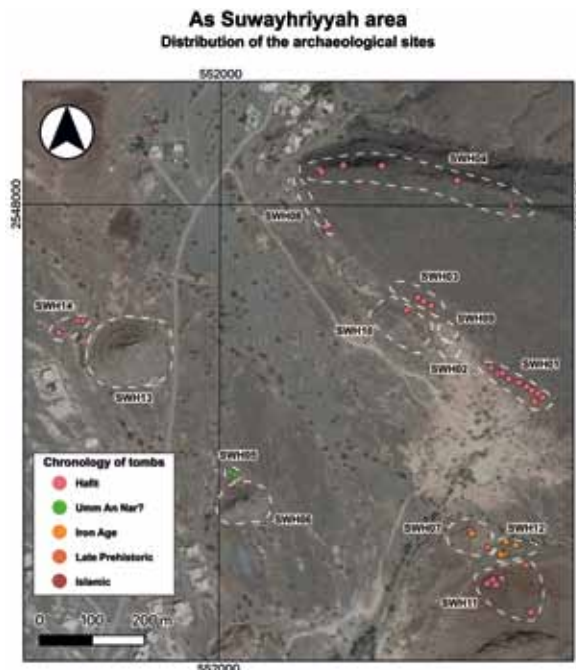 As Suwayhriyyah area
Distribution of the archaeological sites
552000
2548000
SWH04
SWH08
SWH03
SWH09
SWH10
SWH02
SWH01
SWH14
SWH13
SWH05
SWH06
SWH07
SWH12
SWH11
Chronology of tombs
Hafit
Umm An Nar?
Iron Age
Late Prehistoric
Islamic
0 100 200 m
552000